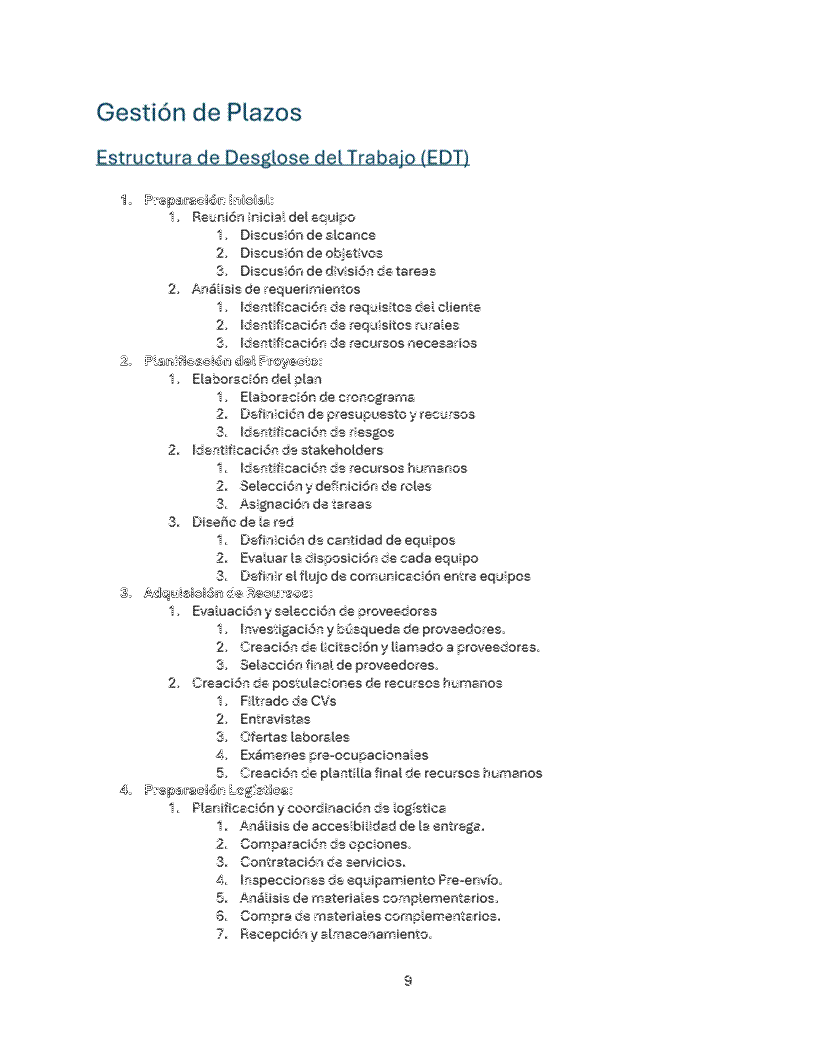 Gestión de Plazos
Estructura de Desglose del Trabajo (EDT)
1. Preparación Inicial:
1. Reunión inicial del equipo
1. Discusión de alcance
2. Discusión de objetivos
3. Discusión de división de tareas
2. Análisis de requerimientos
1. Identificación de requisitos del cliente
2. Identificación de requisitos rurales
3. Identificación de recursos necesarios
2. Planificación del Proyecto:
1. Elaboración del plan
1. Elaboración de cronograma
2. Definición de presupuesto y recursos
3. Identificación de riesgos
2. Identificación de stakeholders
1. Identificación de recursos humanos
2. Selección y definición de roles
3. Asignación de tareas
3. Diseño de la red
1. Definición de cantidad de equipos
2. Evaluar la disposición de cada equipo
3. Definir el flujo de comunicación entre equipos
3. Adquisición de Recursos:
1. Evaluación y selección de proveedores
1. Investigación y búsqueda de proveedores.
2. Creación de licitación y llamado a proveedores.
3. Selección final de proveedores.
2. Creación de postulaciones de recursos humanos
1. Filtrado de CVs
2. Entrevistas
3. Ofertas laborales
4. Exámenes pre-ocupacionales
5. Creación de plantilla final de recursos humanos
4. Preparación Logística:
1. Planificación y coordinación de logística
1. Análisis de accesibilidad de la entrega.
2. Comparación de opciones.
3. Contratación de servicios.
4. Inspecciones de equipamiento Pre-envío.
5. Análisis de materiales complementarios.
6. Compra de materiales complementarios.
7. Recepción y almacenamiento.
9